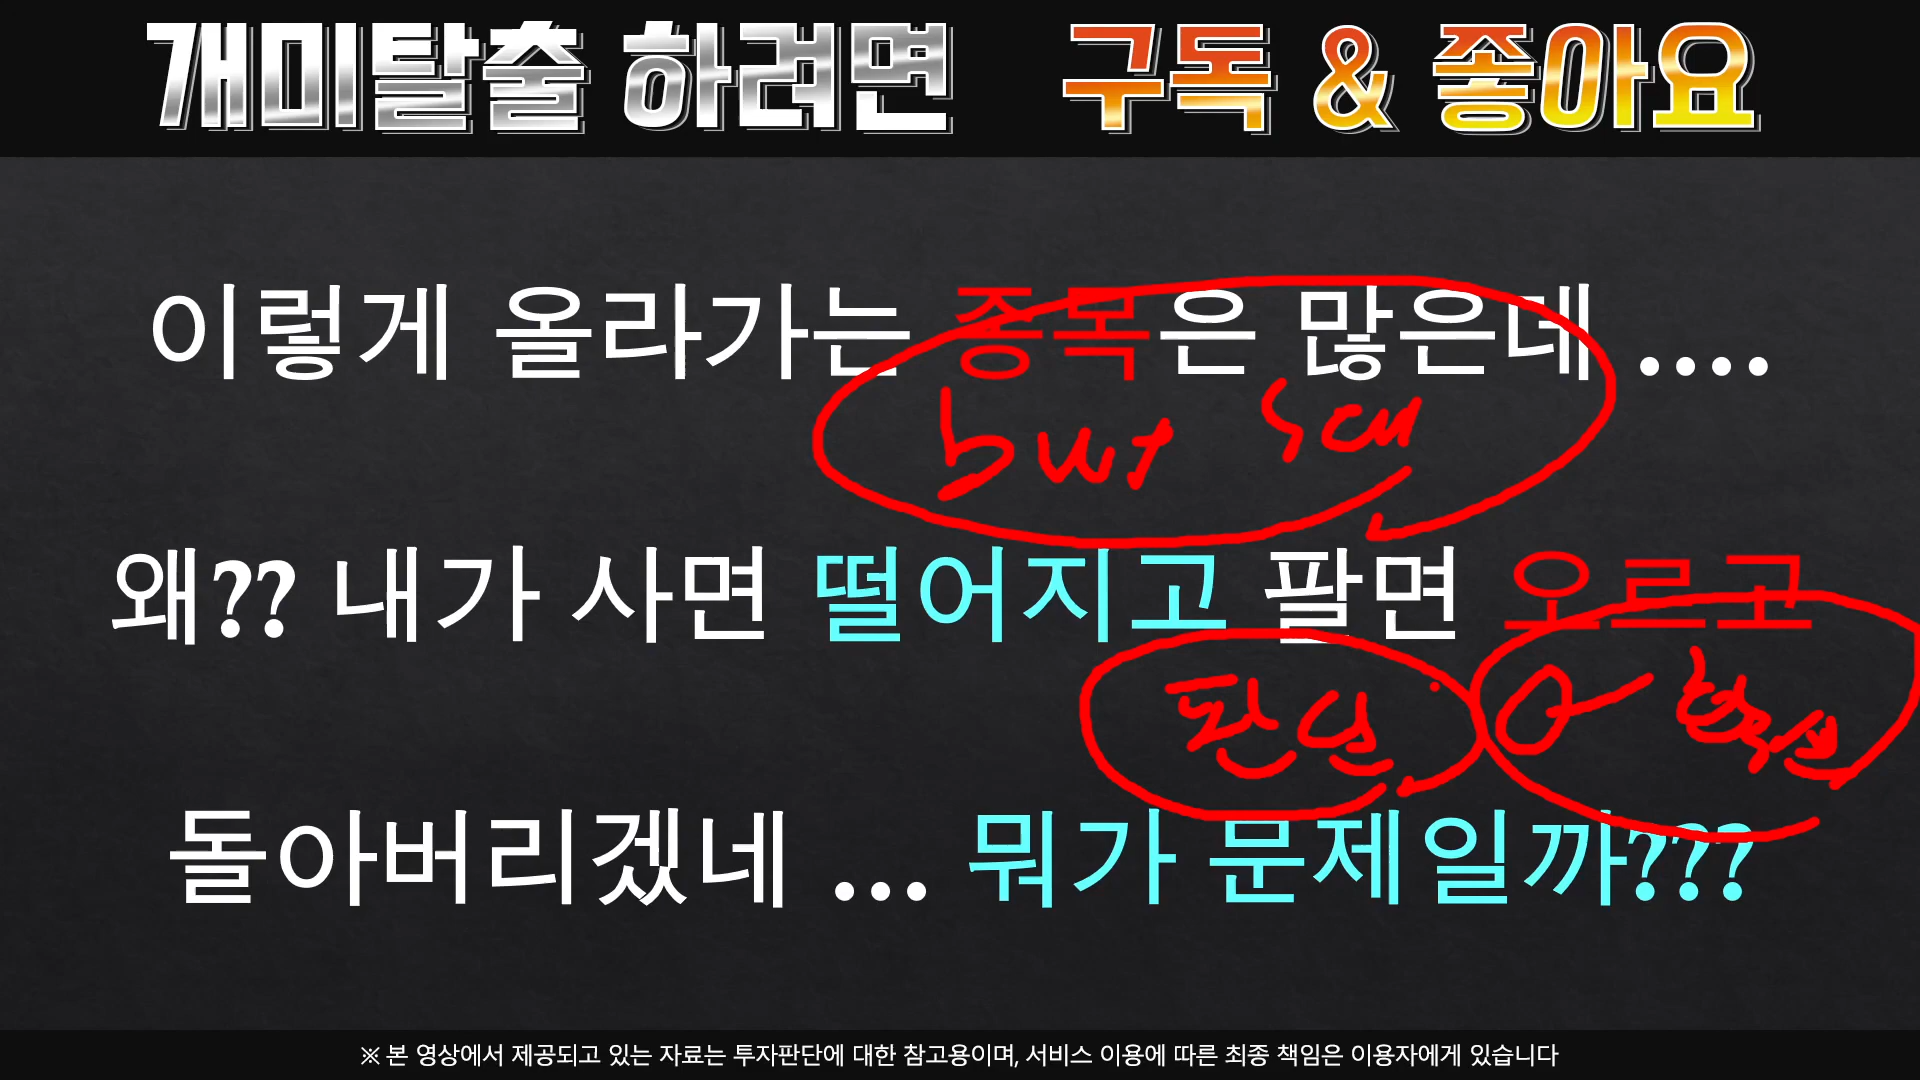 개미탈출 하려면 구독 & 좋아요
이렇게 올라가는 종목은 많은데 ....
but
왜?? 내가 사면 떨어지고 팔면 오르고
판단
돌아버리겠네 ... 뭐가 문제일까???
※ 본 영상에서 제공되고 있는 자료는 투자판단에 대한 참고용이며, 서비스 이용에 따른 최종 책임은 이용자에게 있습니다